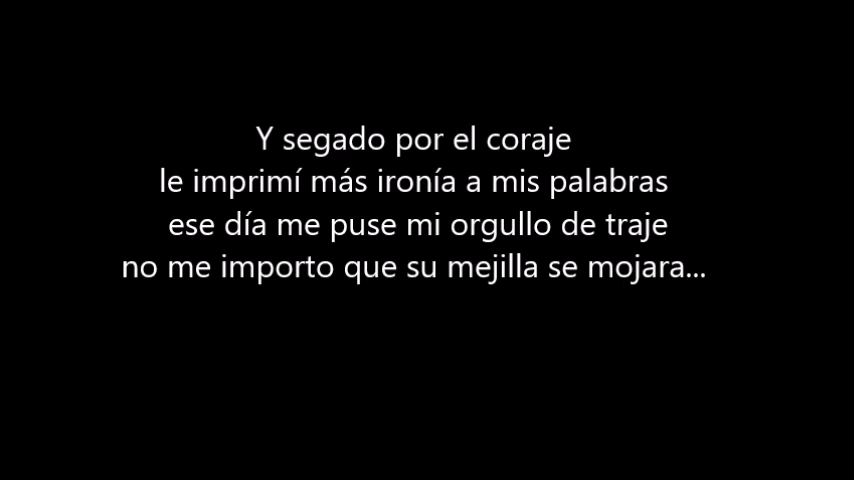 Y segado por el coraje
le imprimí más ironía a mis palabras
ese día me puse mi orgullo de traje
no me importo que su mejilla se mojara...